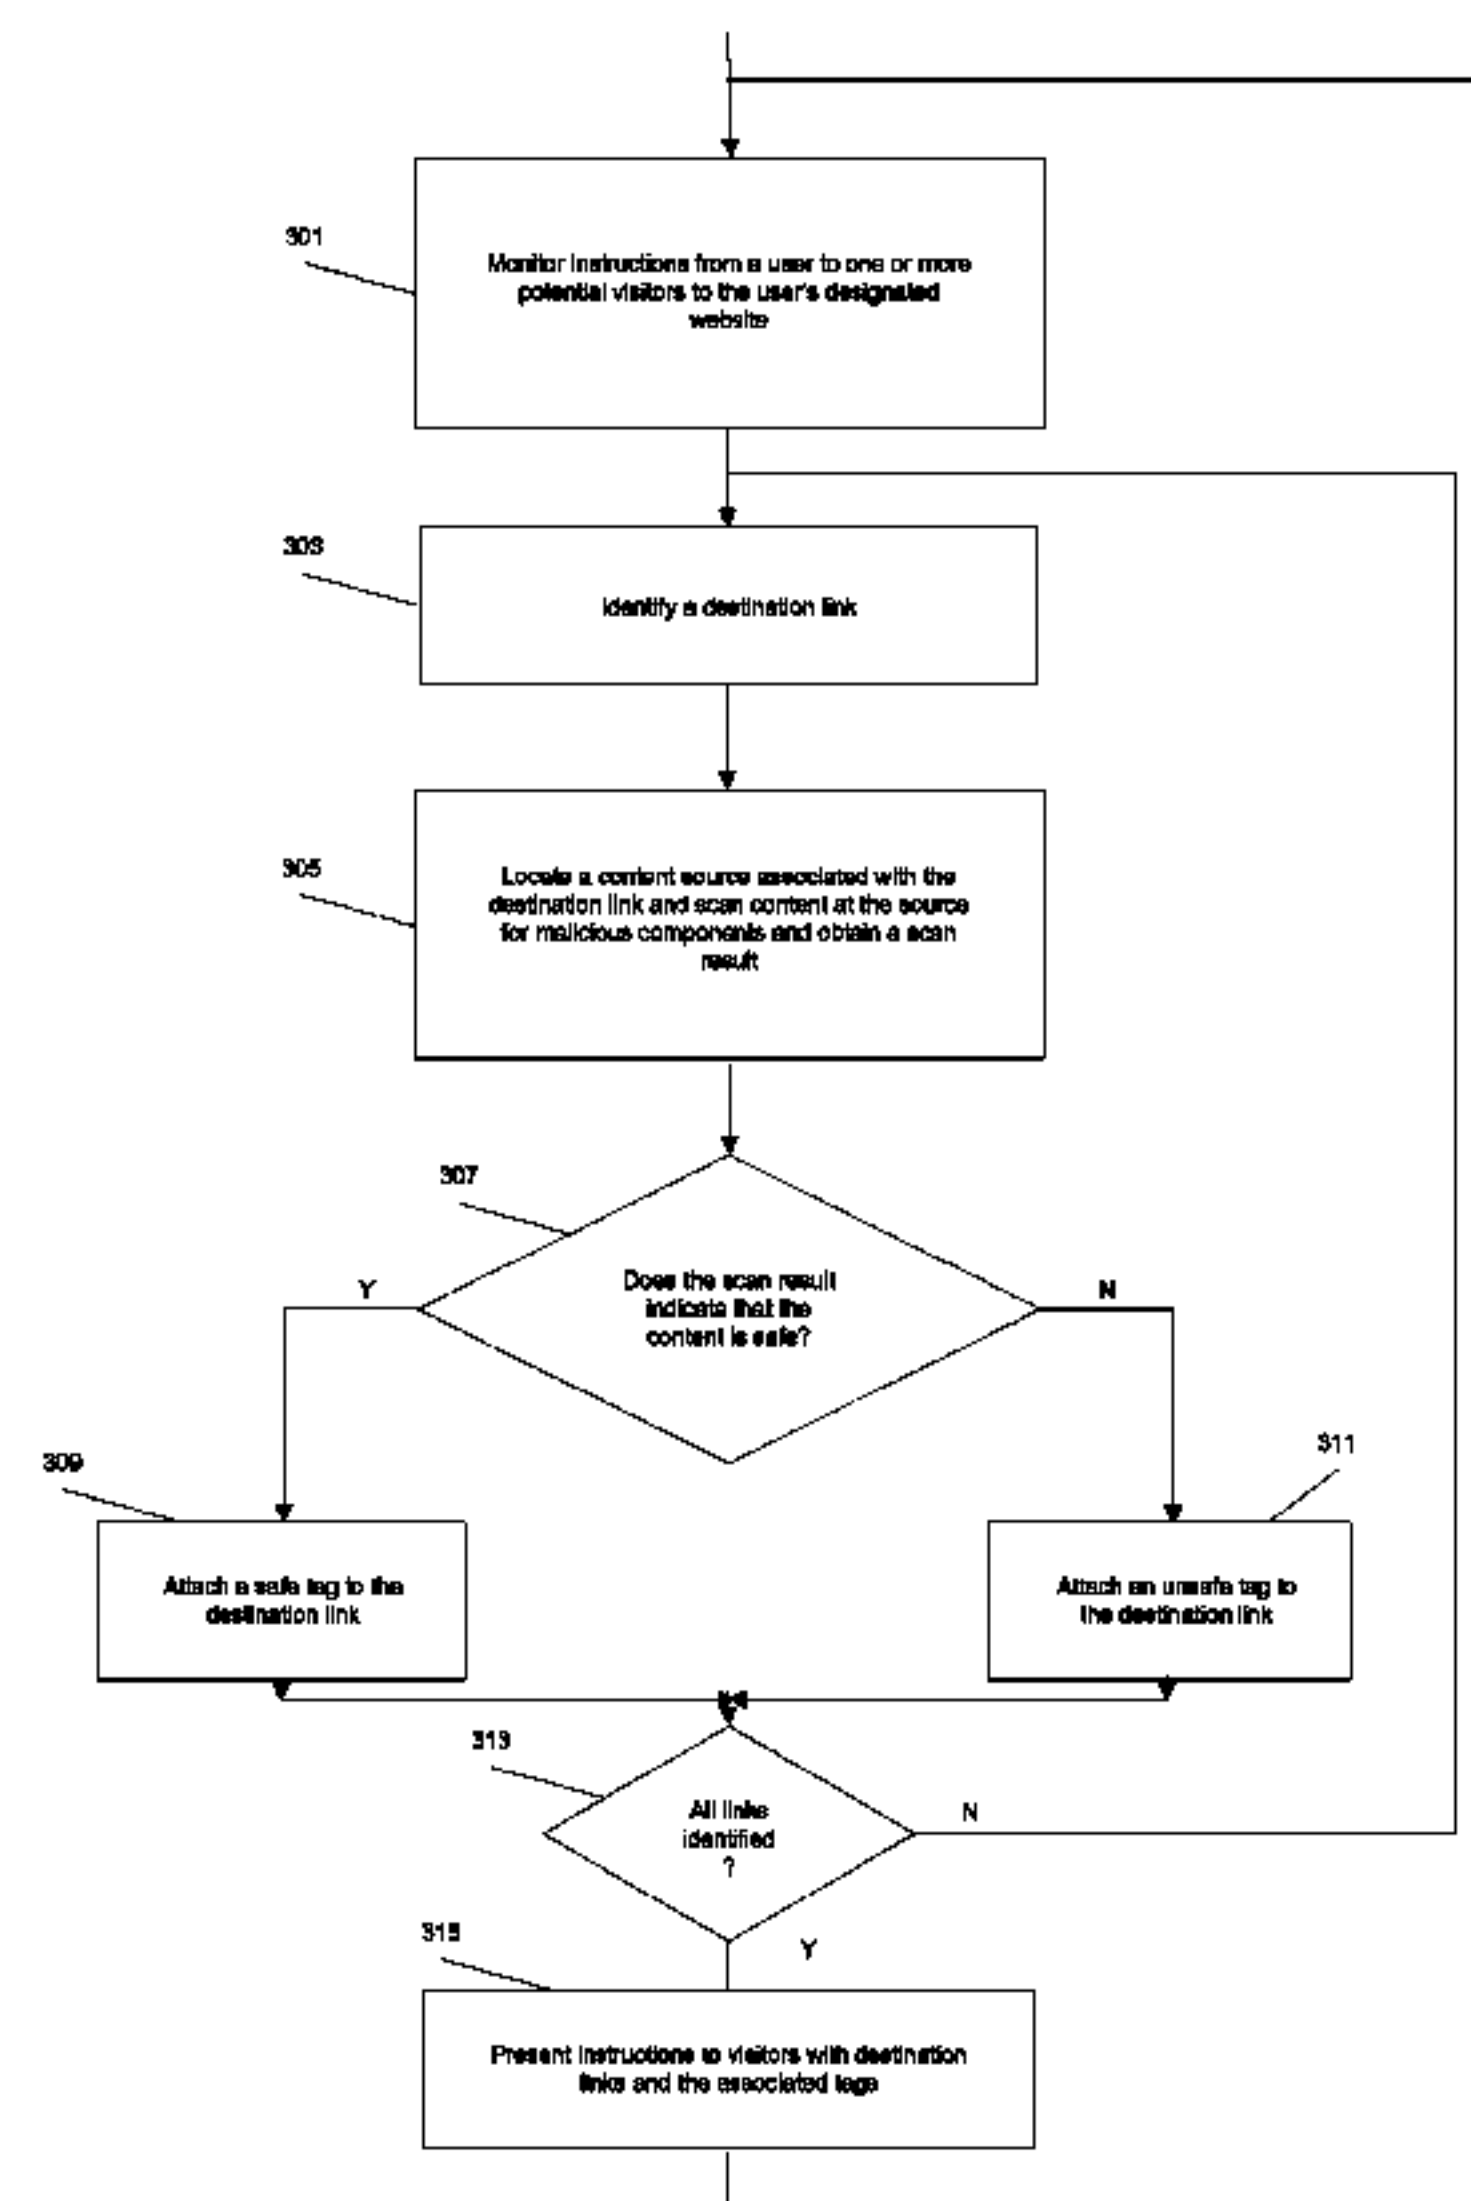 301
Monitor instructions from a user to one or more
potential visitors to the user's designated
website
303
Identify a destination link
305
Locate a content source associated with the
destination link and scan content at the source
for malicious components and obtain a scan
result
307
Does the scan result
indicate that the
content is safe?
Y
N
309
Attach a safe tag to the
destination link
311
Attach an unsafe tag to
the destination link
313
All links
identified
?
N
Y
315
Present instructions to visitors with destination
links and the associated tags